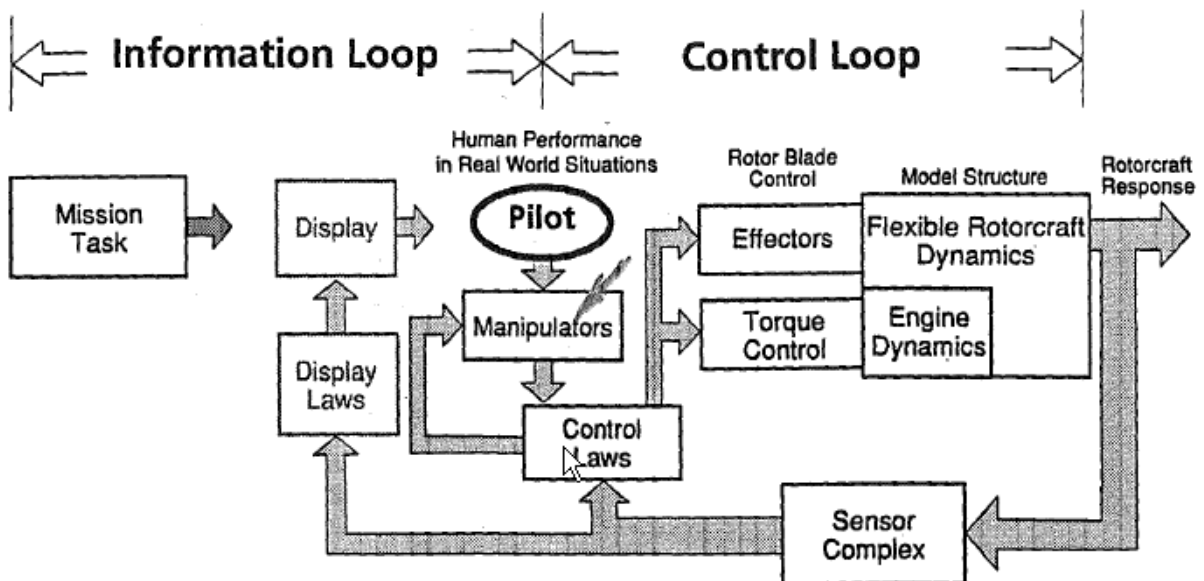 Information Loop
Control Loop
Human Performance
in Real World Situations
Rotor Blade
Control
Model Structure
Rotorcraft
Response
Mission
Task
Display
Pilot
Effectors
Flexible Rotorcraft
Dynamics
Manipulators
Torque
Control
Engine
Dynamics
Display
Laws
Control
Laws
Sensor
Complex